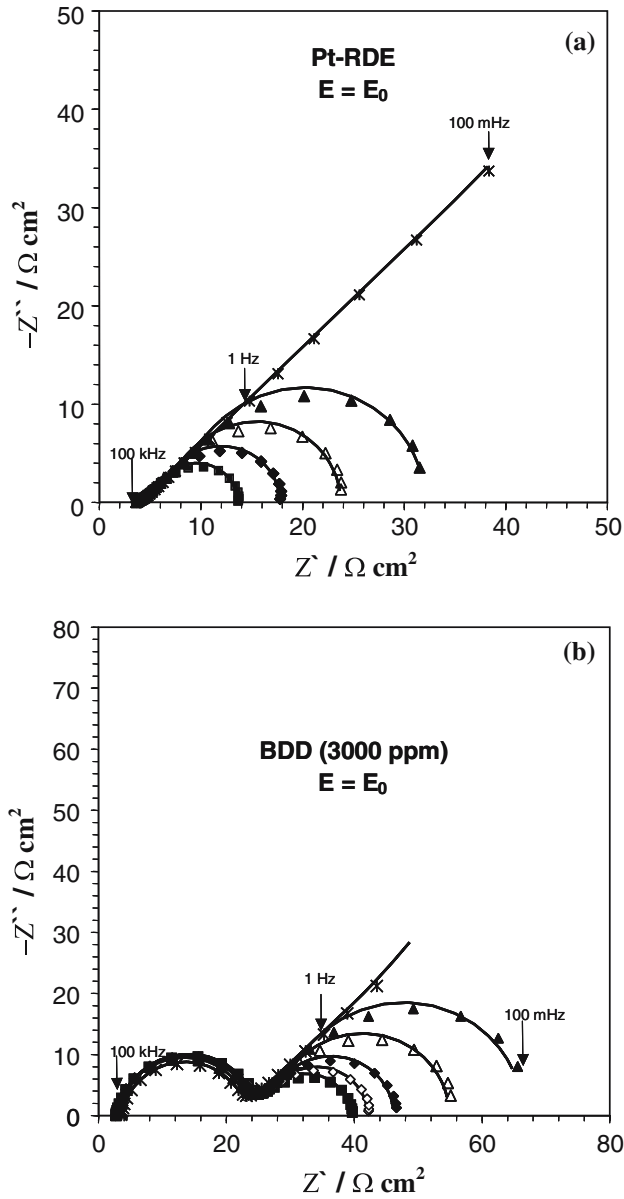 50
(a)
Pt-RDE
E = E₀
40
100 mHz
30
–Z`` / Ω cm²
20
1 Hz
10
100 kHz
0
0 10 20 30 40 50
Z` / Ω cm²
80
(b)
70
60
BDD (3000 ppm)
E = E₀
50
40
–Z`` / Ω cm²
30
1 Hz
20
100 mHz
10
100 kHz
0
0 20 40 60 80
Z` / Ω cm²